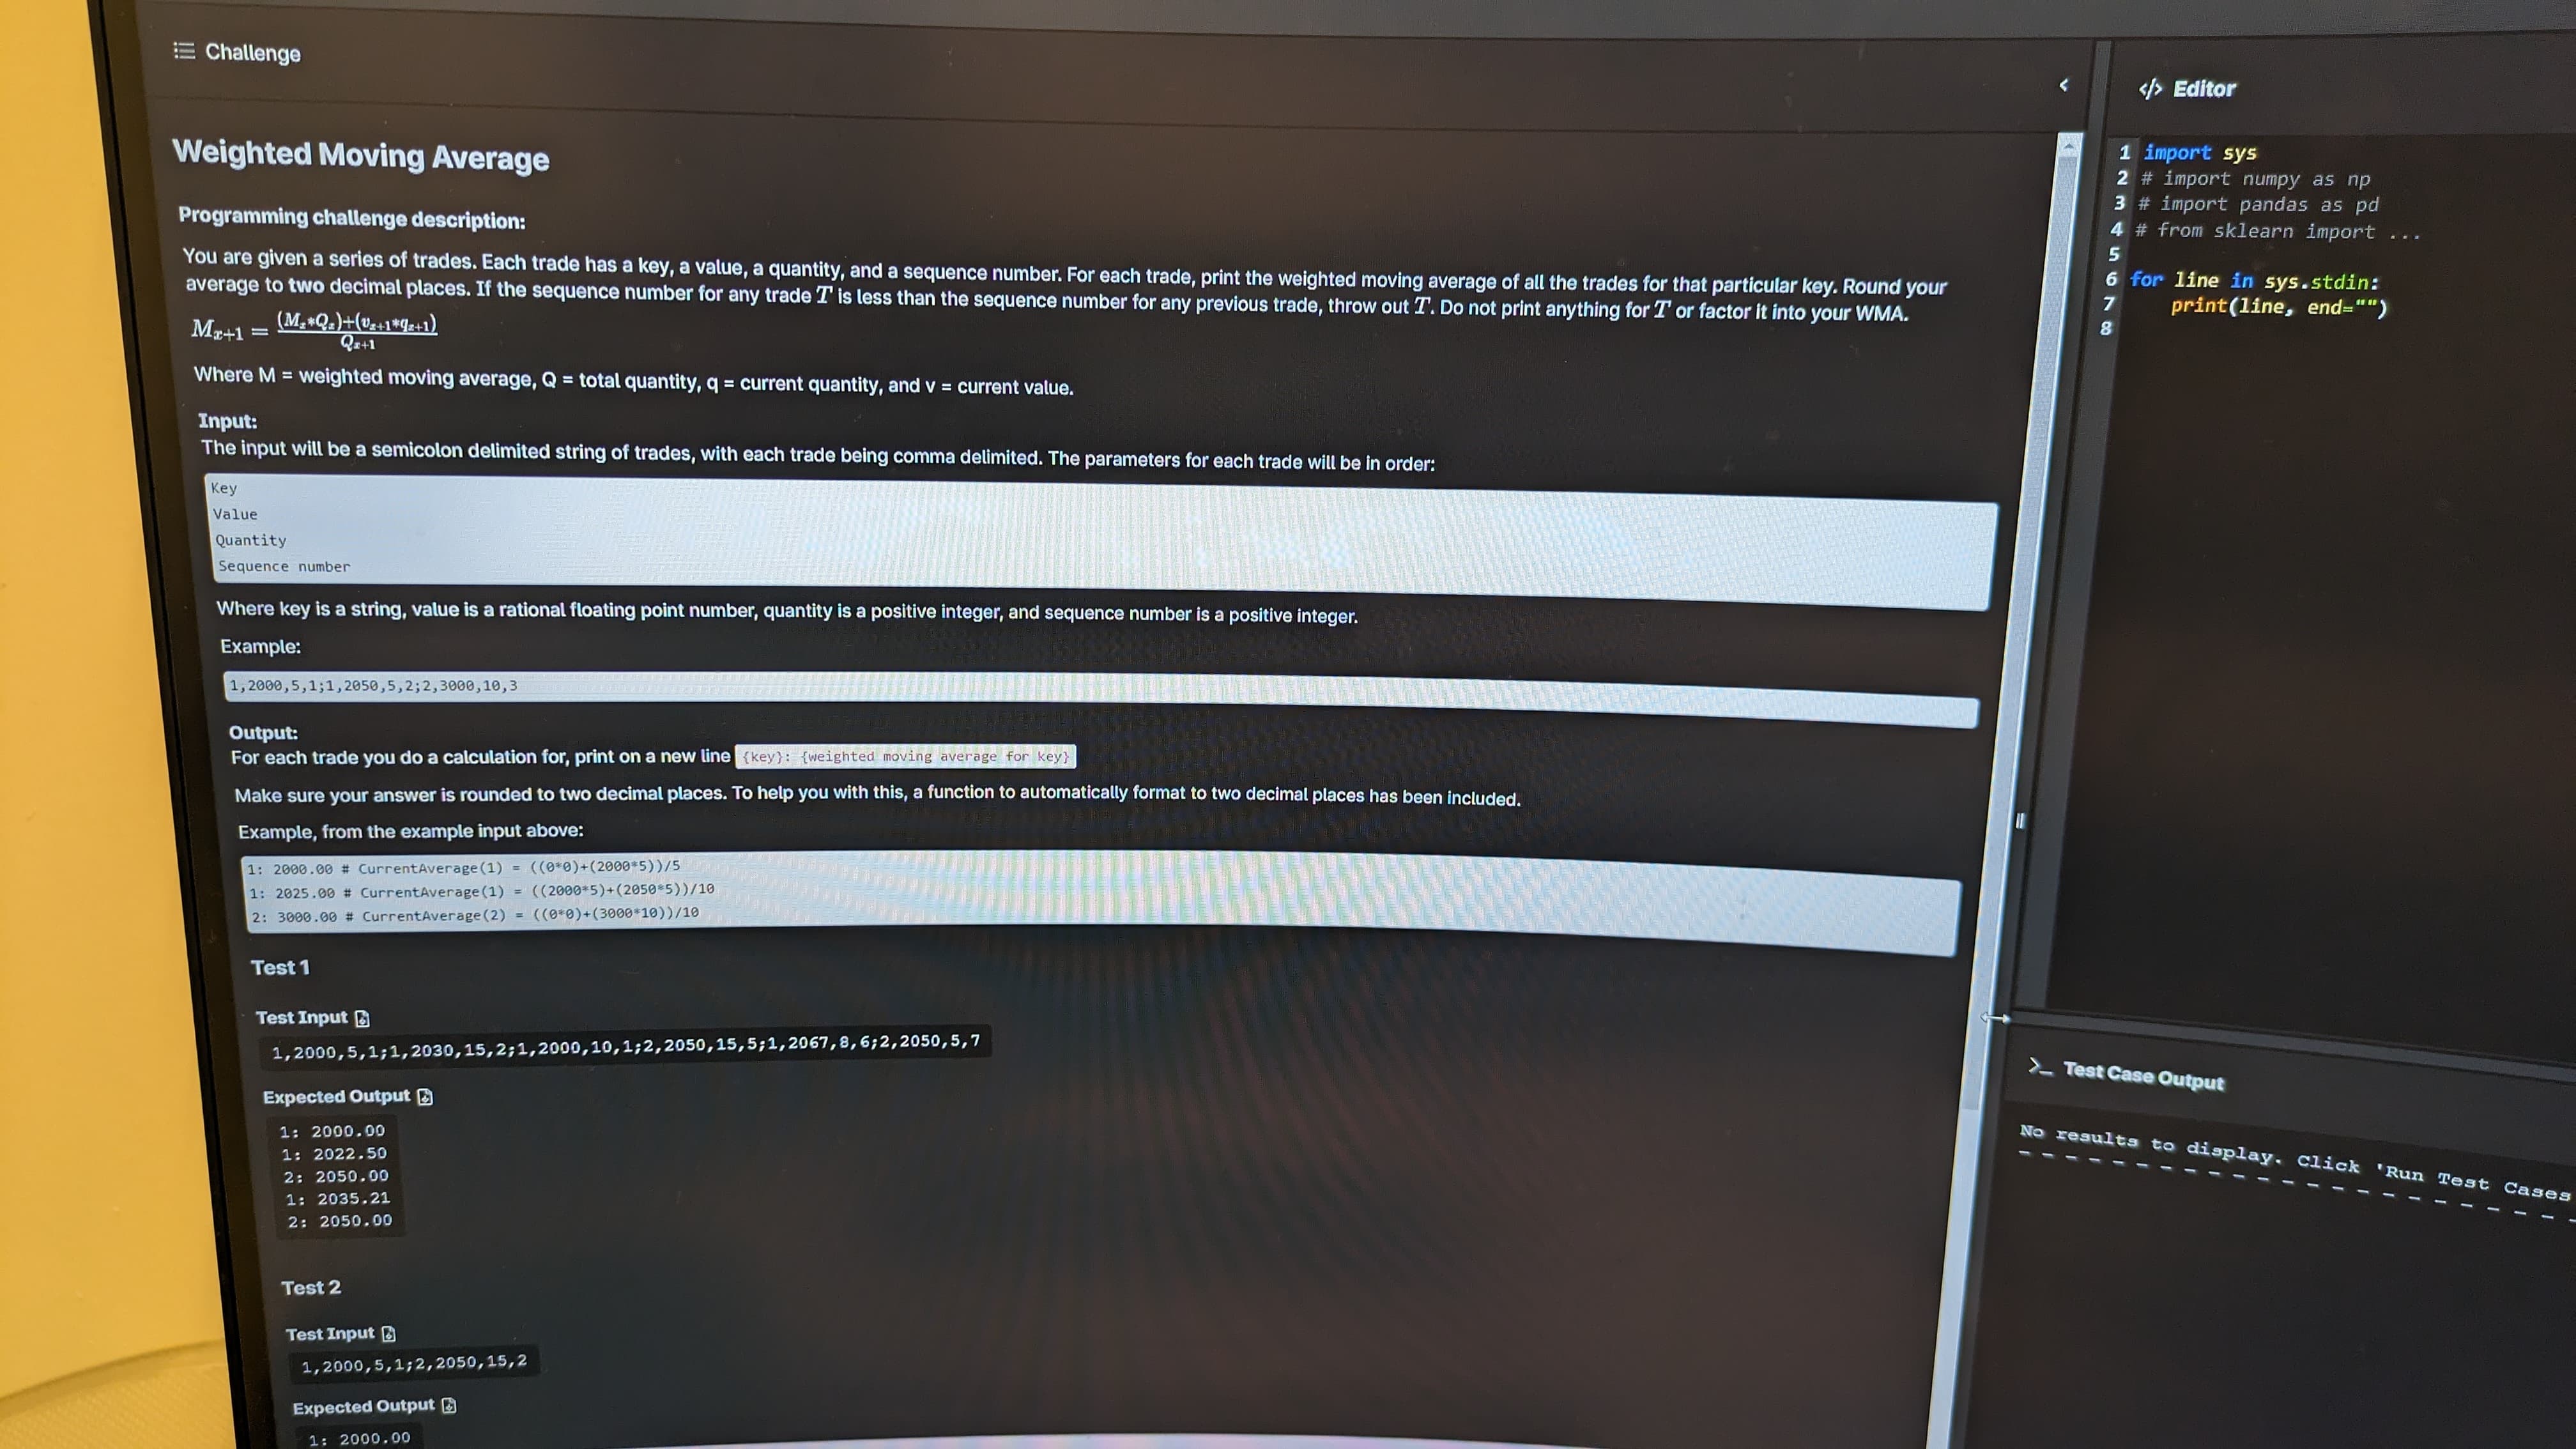 Challenge
Weighted Moving Average
Programming challenge description:
You are given a series of trades. Each trade has a key, a value, a quantity, and a sequence number. For each trade, print the weighted moving average of all the trades for that particular key. Round your
average to two decimal places. If the sequence number for any trade T is less than the sequence number for any previous trade, throw out T. Do not print anything for T or factor it into your WMA.
M_{x+1} = \frac{(M_x*Q_x)+(v_{x+1}*q_{x+1})}{Q_{x+1}}
Where M = weighted moving average, Q = total quantity, q = current quantity, and v = current value.
Input:
The input will be a semicolon delimited string of trades, with each trade being comma delimited. The parameters for each trade will be in order:
Key
Value
Quantity
Sequence number
Where key is a string, value is a rational floating point number, quantity is a positive integer, and sequence number is a positive integer.
Example:
1,2000,5,1;1,2050,5,2;2,3000,10,3
Output:
For each trade you do a calculation for, print on a new line {key}: {weighted moving average for key}
Make sure your answer is rounded to two decimal places. To help you with this, a function to automatically format to two decimal places has been included.
Example, from the example input above:
1: 2000.00 # CurrentAverage(1) = ((0*0)+(2000*5))/5
1: 2025.00 # CurrentAverage(1) = ((2000*5)+(2050*5))/10
2: 3000.00 # CurrentAverage(2) = ((0*0)+(3000*10))/10
Test 1
Test Input
1,2000,5,1;1,2030,15,2;1,2000,10,1;2,2050,15,5;1,2067,8,6;2,2050,5,7
Expected Output
1: 2000.00
1: 2022.50
2: 2050.00
1: 2035.21
2: 2050.00
Test 2
Test Input
1,2000,5,1;2,2050,15,2
Expected Output
1: 2000.00
</> Editor
1 import sys
2 # import numpy as np
3 # import pandas as pd
4 # from sklearn import ...
5
6 for line in sys.stdin:
7 print(line, end="")
8
>_ Test Case Output
No results to display. Click 'Run Test Cases